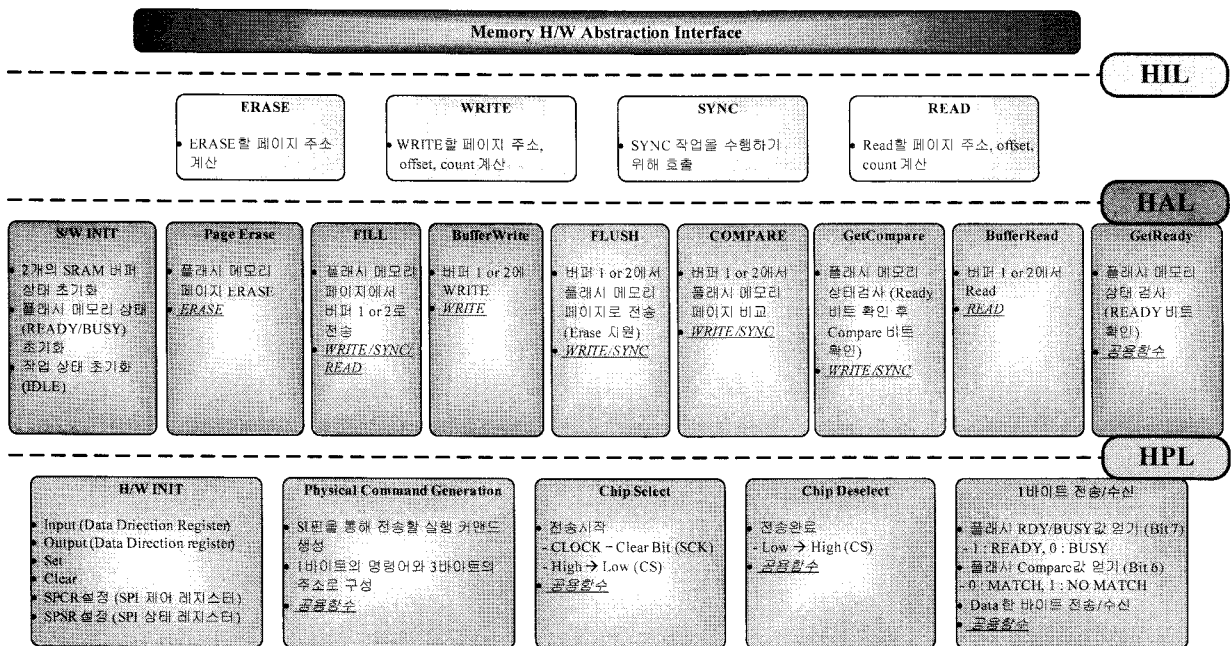 Memory H/W Abstraction Interface
HIL
ERASE
• ERASE할 페이지 주소
계산
WRITE
• WRITE할 페이지 주소,
offset, count 계산
SYNC
• SYNC 작업을 수행하기
위해 호출
READ
• Read할 페이지 주소, offset,
count 계산
HAL
S/W INIT
• 2개의 SRAM 버퍼
상태 초기화
• 플래시 메모리 상태
(READY/BUSY)
초기화
• 작업 상태 초기화
(IDLE)
Page Erase
• 플래시 메모리
페이지 ERASE
• ERASE
FILL
• 플래시 메모리
페이지에서
버퍼 1 or 2로
전송
• WRITE/SYNC/
READ
BufferWrite
• 버퍼 1 or 2에
WRITE
• WRITE
FLUSH
• 버퍼 1 or 2에서
플래시 메모리
페이지로 전송
(Erase 지원)
• WRITE/SYNC
COMPARE
• 버퍼 1 or 2에서
플래시 메모리
페이지 비교
• WRITE/SYNC
GetCompare
• 플래시 메모리
상태검사 (Ready
비트 확인 후
Compare 비트
확인)
• WRITE/SYNC
BufferRead
• 버퍼 1 or 2에서
Read
• READ
GetReady
• 플래시 메모리
상태 검사
(READY 비트
확인)
• 공용함수
HPL
H/W INIT
• Input (Data Driection Register)
• Output (Data Direction register)
• Set
• Clear
• SPCR 설정 (SPI 제어 레지스터)
• SPSR 설정 (SPI 상태 레지스터)
Physical Command Generation
• SI핀을 통해 전송할 실행 커맨드
생성
• 1바이트의 명령어와 3바이트의
주소로 구성
• 공용함수
Chip Select
• 전송시작
- CLOCK – Clear Bit (SCK)
- High → Low (CS)
• 공용함수
Chip Deselect
• 전송완료
- Low → High (CS)
• 공용함수
1바이트 전송/수신
• 플래시 RDY/BUSY값 얻기 (Bit 7)
- 1 : READY, 0 : BUSY
• 플래시 Compare값 얻기 (Bit 6)
- 0 : MATCH, 1 : NO MATCH
• Data 한 바이트 전송/수신
• 공용함수